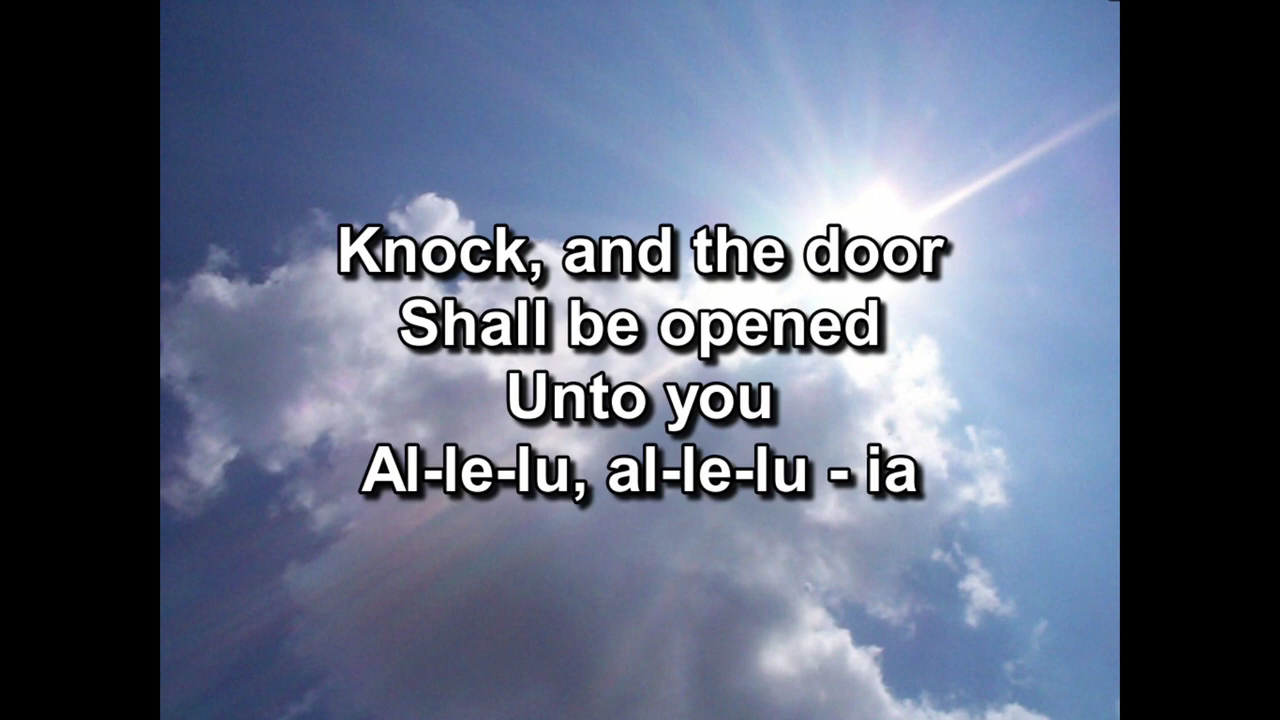 Knock, and the door
Shall be opened
Unto you
Al-le-lu, al-le-lu - ia